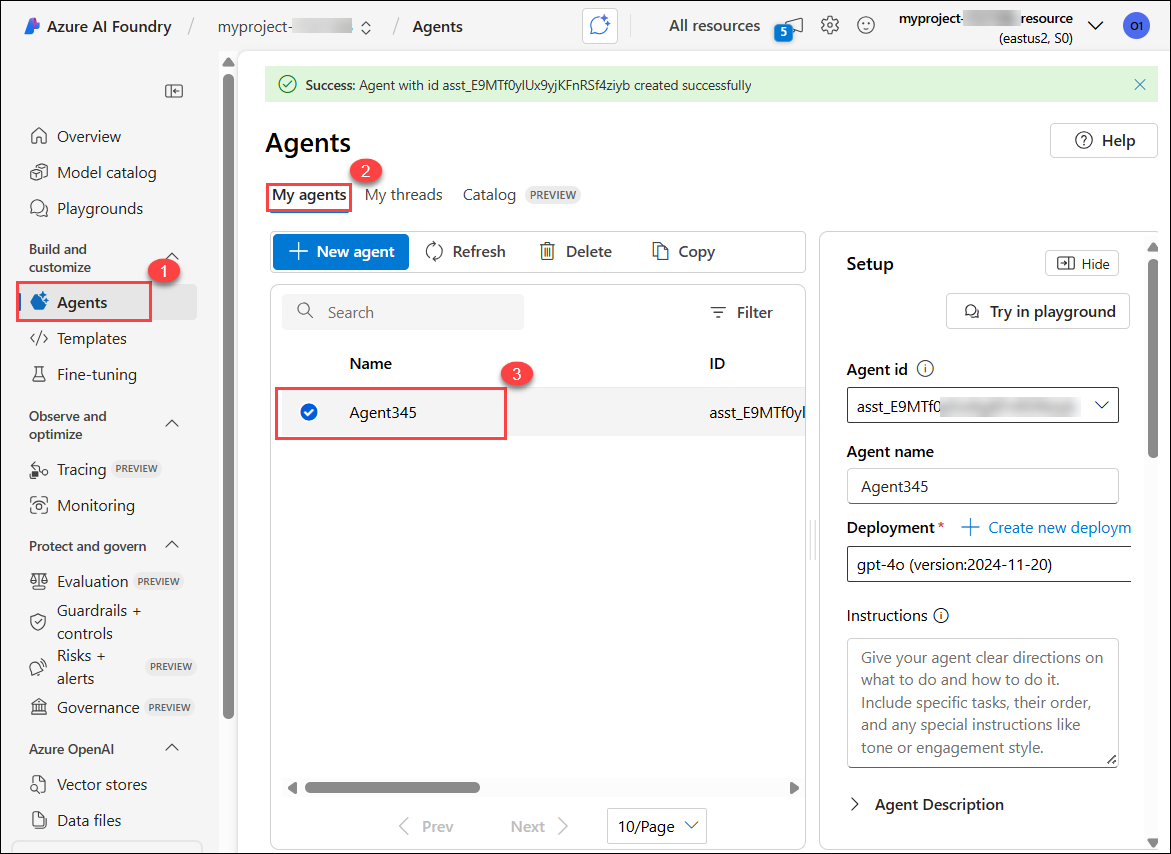 Azure AI Foundry / myproject- / Agents
All resources
5
myproject- resource
(eastus2, S0)
O1
Success: Agent with id asst_E9MTf0yIUx9yjKFnRSf4ziyb created successfully
Overview
Model catalog
Playgrounds
Build and
customize
1
Agents
Templates
Fine-tuning
Observe and
optimize
Tracing PREVIEW
Monitoring
Protect and govern
Evaluation PREVIEW
Guardrails +
controls
Risks +
alerts PREVIEW
Governance PREVIEW
Azure OpenAI
Vector stores
Data files
Agents
Help
2
My agents My threads Catalog PREVIEW
New agent Refresh Delete Copy
Search Filter
Name ID
3
Agent345 asst_E9MTf0yl
Prev Next 10/Page
Setup Hide
Try in playground
Agent id
asst_E9MTf0
Agent name
Agent345
Deployment* Create new deploym
gpt-4o (version:2024-11-20)
Instructions
Give your agent clear directions on
what to do and how to do it.
Include specific tasks, their order,
and any special instructions like
tone or engagement style.
Agent Description